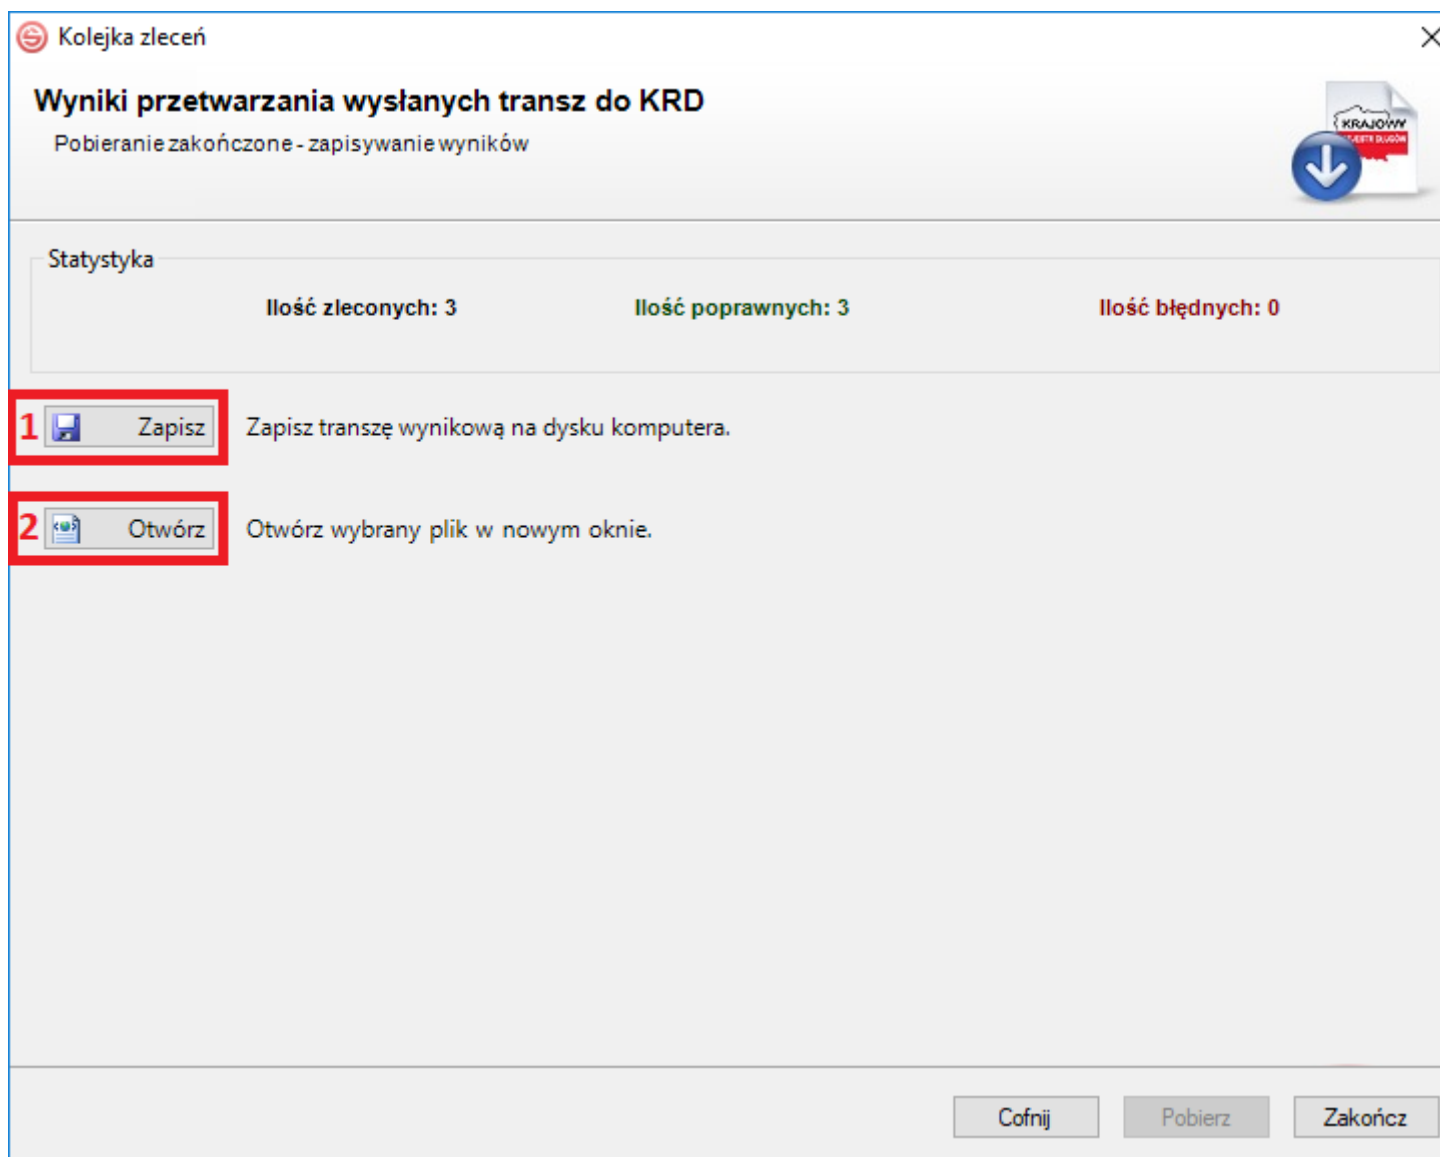 Kolejka zleceń
Wyniki przetwarzania wysłanych transz do KRD
Pobieranie zakończone - zapisywanie wyników
KRAJOWY
Statystyka
Ilość zleconych: 3 Ilość poprawnych: 3 Ilość błędnych: 0
1 Zapisz Zapisz transzę wynikową na dysku komputera.
2 Otwórz Otwórz wybrany plik w nowym oknie.
Cofnij Pobierz Zakończ